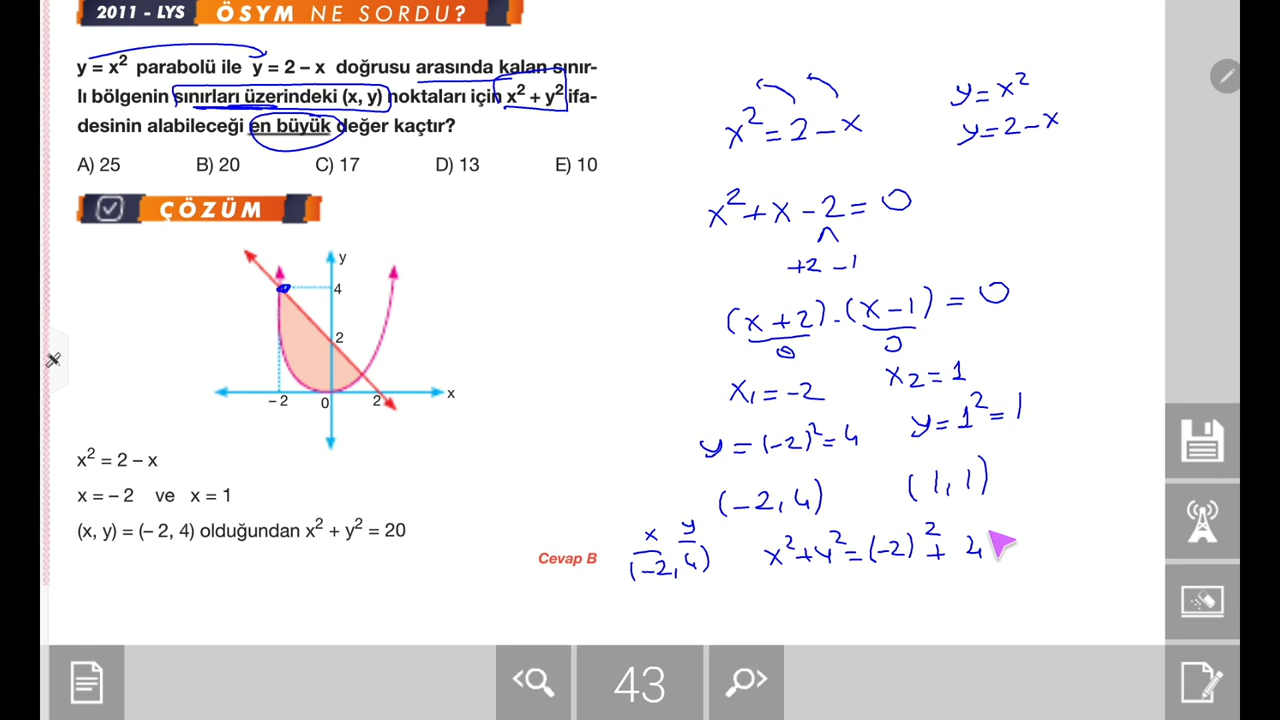 2011 - LYS ÖSYM NE SORDU?
y = x² parabolü ile y = 2 – x doğrusu arasında kalan sınır-
lı bölgenin sınırları üzerindeki (x, y) noktaları için x² + y² ifa-
desinin alabileceği en büyük değer kaçtır?
A) 25 B) 20 C) 17 D) 13 E) 10
ÇÖZÜM
y
4
2
– 2 0 2 x
x² = 2 – x
x = – 2 ve x = 1
(x, y) = (– 2, 4) olduğundan x² + y² = 20
Cevap B
x² = 2 – x
y = x²
y = 2 – x
x² + x – 2 = 0
+2 –1
(x + 2) . (x – 1) = 0
0 0
x₁ = –2 x₂ = 1
y = (–2)² = 4 y = 1² = 1
(–2, 4) (1, 1)
x y
(–2, 4) x² + y² = (–2)² + 4
43